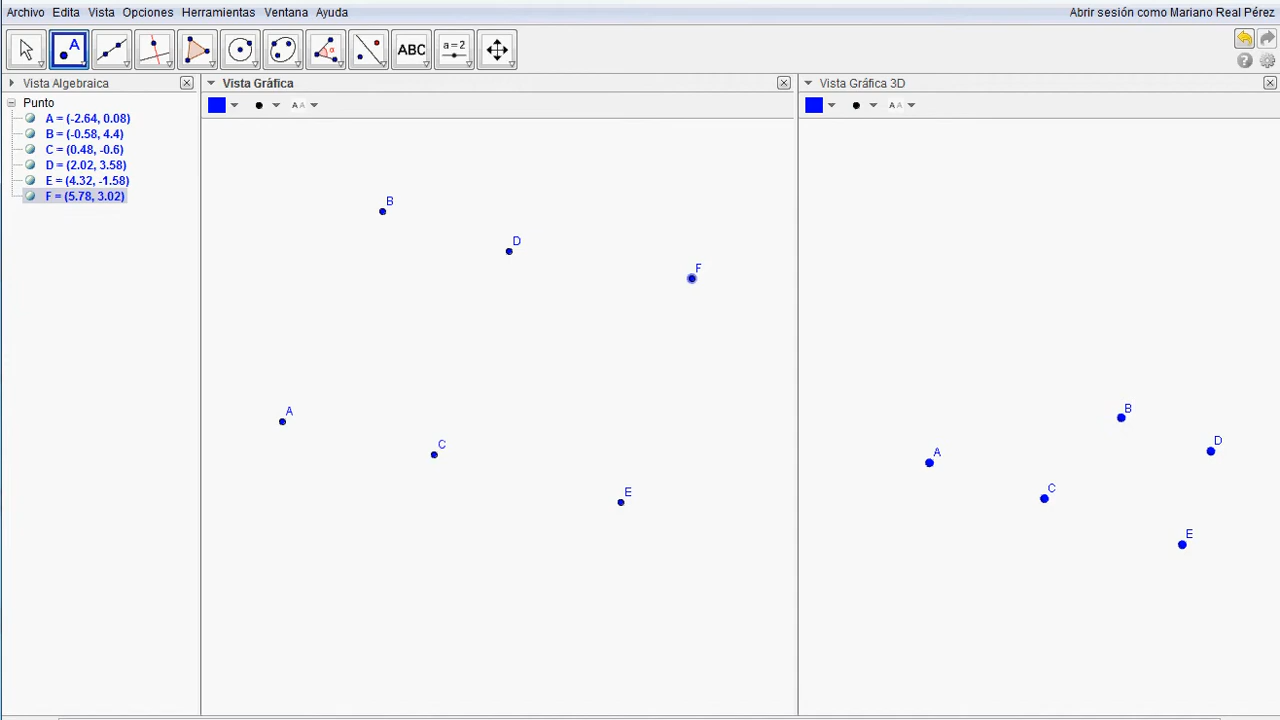 Archivo Edita Vista Opciones Herramientas Ventana Ayuda Abrir sesión como Mariano Real Pérez
A α ABC a=2
Vista Algebraica Vista Gráfica Vista Gráfica 3D
Punto
A = (-2.64, 0.08)
B = (-0.58, 4.4)
C = (0.48, -0.6)
D = (2.02, 3.58)
E = (4.32, -1.58)
F = (5.78, 3.02)
AA
B
D
F
A
C
E
AA
B
D
A
C
E